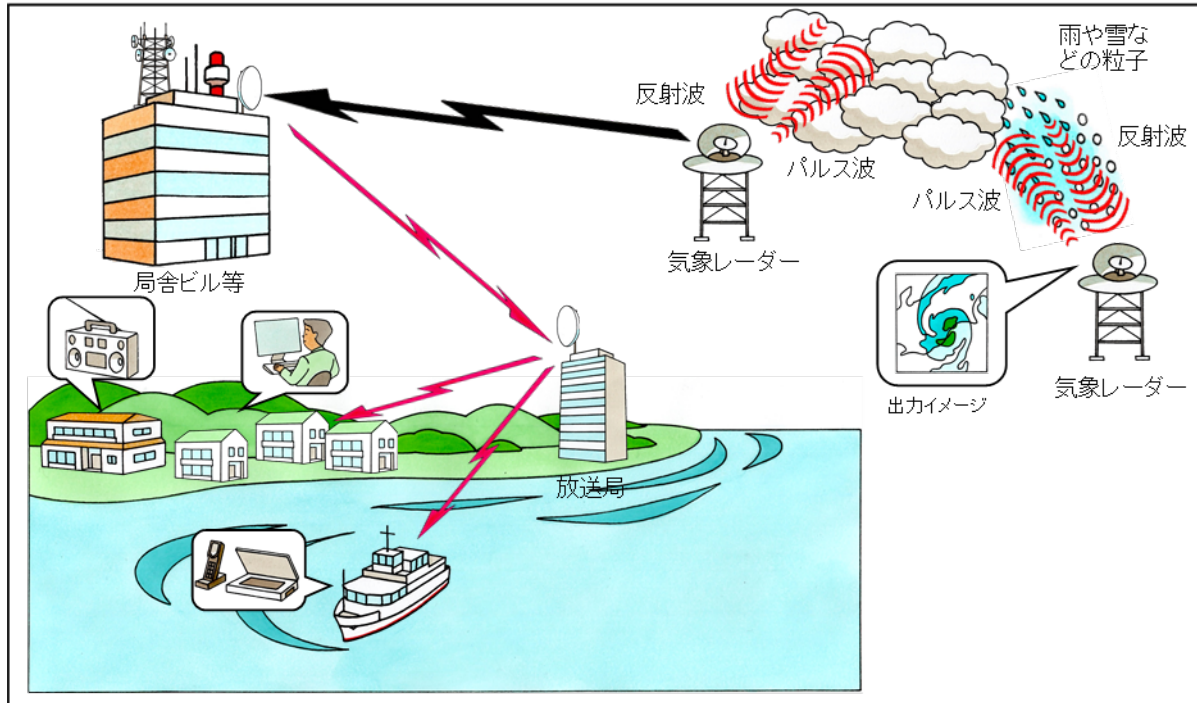 雨や雪な
どの粒子
反射波
反射波
パルス波
パルス波
気象レーダー
局舎ビル等
気象レーダー
出力イメージ
放送局